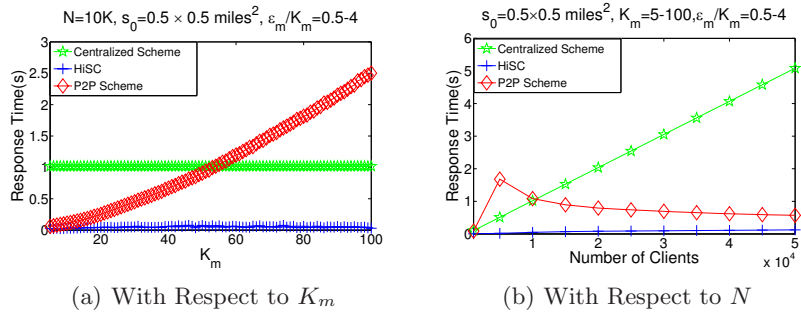 N=10K, s₀=0.5 × 0.5 miles², εₘ/Kₘ=0.5-4
Centralized Scheme
HiSC
P2P Scheme
Response Time(s)
3
2.5
2
1.5
1
0.5
0
20
40
60
80
100
Kₘ
(a) With Respect to Kₘ
s₀=0.5×0.5 miles², Kₘ=5-100,εₘ/Kₘ=0.5-4
Centralized Scheme
HiSC
P2P Scheme
Response Time(s)
6
5
4
3
2
1
0
0
1
2
3
4
5
Number of Clients
x 10⁴
(b) With Respect to N